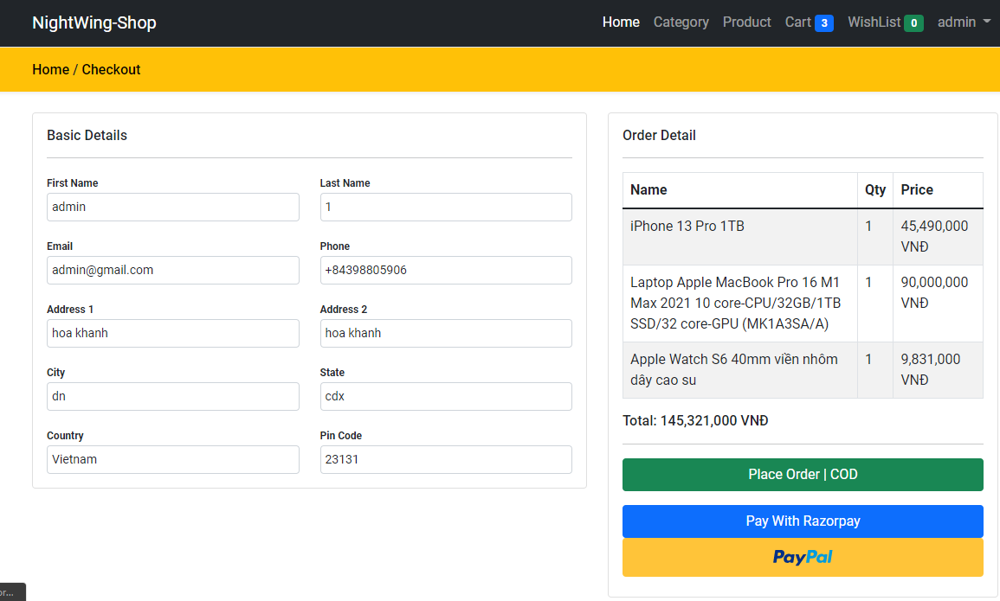 NightWing-Shop
Home Category Product Cart 3 WishList 0 admin
Home / Checkout
Basic Details
First Name Last Name
admin 1
Email Phone
admin@gmail.com +84398805906
Address 1 Address 2
hoa khanh hoa khanh
City State
dn cdx
Country Pin Code
Vietnam 23131
Order Detail
Name Qty Price
iPhone 13 Pro 1TB 1 45,490,000
VNĐ
Laptop Apple MacBook Pro 16 M1 1 90,000,000
Max 2021 10 core-CPU/32GB/1TB VNĐ
SSD/32 core-GPU (MK1A3SA/A)
Apple Watch S6 40mm viền nhôm 1 9,831,000
dây cao su VNĐ
Total: 145,321,000 VNĐ
Place Order | COD
Pay With Razorpay
PayPal